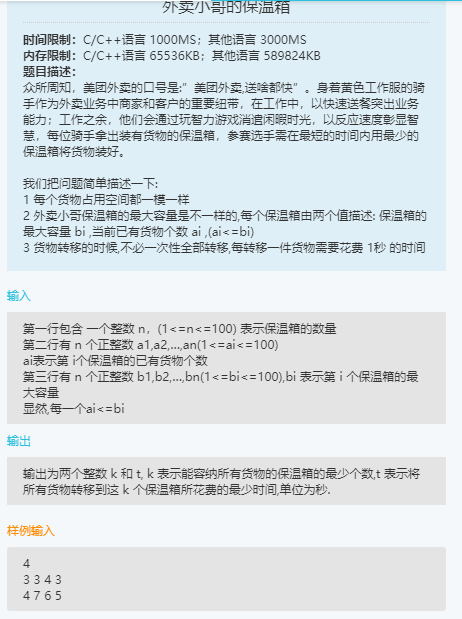 外卖小哥的保温箱
时间限制：C/C++语言 1000MS；其他语言 3000MS
内存限制：C/C++语言 65536KB；其他语言 589824KB
题目描述：
众所周知，美团外卖的口号是:”美团外卖,送啥都快”。身着黄色工作服的骑
手作为外卖业务中商家和客户的重要纽带，在工作中，以快速送餐突出业务
能力；工作之余，他们会通过玩智力游戏消遣闲暇时光，以反应速度彰显智
慧，每位骑手拿出装有货物的保温箱，参赛选手需在最短的时间内用最少的
保温箱将货物装好。
我们把问题简单描述一下:
1 每个货物占用空间都一模一样
2 外卖小哥保温箱的最大容量是不一样的,每个保温箱由两个值描述: 保温箱的
最大容量 bi ,当前已有货物个数 ai ,(ai<=bi)
3 货物转移的时候,不必一次性全部转移,每转移一件货物需要花费 1秒 的时间
输入
第一行包含 一个整数 n，(1<=n<=100) 表示保温箱的数量
第二行有 n 个正整数 a1,a2,…,an(1<=ai<=100)
ai表示第 i个保温箱的已有货物个数
第三行有 n 个正整数 b1,b2,…,bn(1<=bi<=100),bi 表示第 i 个保温箱的最
大容量
显然,每一个ai<=bi
输出
输出为两个整数 k 和 t, k 表示能容纳所有货物的保温箱的最少个数,t 表示将
所有货物转移到这 k 个保温箱所花费的最少时间,单位为秒.
样例输入
4
3 3 4 3
4 7 6 5